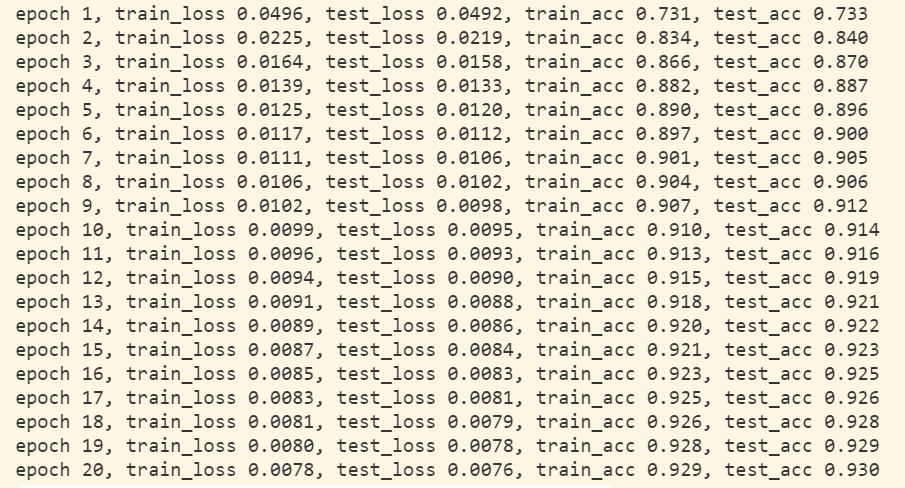 epoch 1, train_loss 0.0496, test_loss 0.0492, train_acc 0.731, test_acc 0.733
epoch 2, train_loss 0.0225, test_loss 0.0219, train_acc 0.834, test_acc 0.840
epoch 3, train_loss 0.0164, test_loss 0.0158, train_acc 0.866, test_acc 0.870
epoch 4, train_loss 0.0139, test_loss 0.0133, train_acc 0.882, test_acc 0.887
epoch 5, train_loss 0.0125, test_loss 0.0120, train_acc 0.890, test_acc 0.896
epoch 6, train_loss 0.0117, test_loss 0.0112, train_acc 0.897, test_acc 0.900
epoch 7, train_loss 0.0111, test_loss 0.0106, train_acc 0.901, test_acc 0.905
epoch 8, train_loss 0.0106, test_loss 0.0102, train_acc 0.904, test_acc 0.906
epoch 9, train_loss 0.0102, test_loss 0.0098, train_acc 0.907, test_acc 0.912
epoch 10, train_loss 0.0099, test_loss 0.0095, train_acc 0.910, test_acc 0.914
epoch 11, train_loss 0.0096, test_loss 0.0093, train_acc 0.913, test_acc 0.916
epoch 12, train_loss 0.0094, test_loss 0.0090, train_acc 0.915, test_acc 0.919
epoch 13, train_loss 0.0091, test_loss 0.0088, train_acc 0.918, test_acc 0.921
epoch 14, train_loss 0.0089, test_loss 0.0086, train_acc 0.920, test_acc 0.922
epoch 15, train_loss 0.0087, test_loss 0.0084, train_acc 0.921, test_acc 0.923
epoch 16, train_loss 0.0085, test_loss 0.0083, train_acc 0.923, test_acc 0.925
epoch 17, train_loss 0.0083, test_loss 0.0081, train_acc 0.925, test_acc 0.926
epoch 18, train_loss 0.0081, test_loss 0.0079, train_acc 0.926, test_acc 0.928
epoch 19, train_loss 0.0080, test_loss 0.0078, train_acc 0.928, test_acc 0.929
epoch 20, train_loss 0.0078, test_loss 0.0076, train_acc 0.929, test_acc 0.930